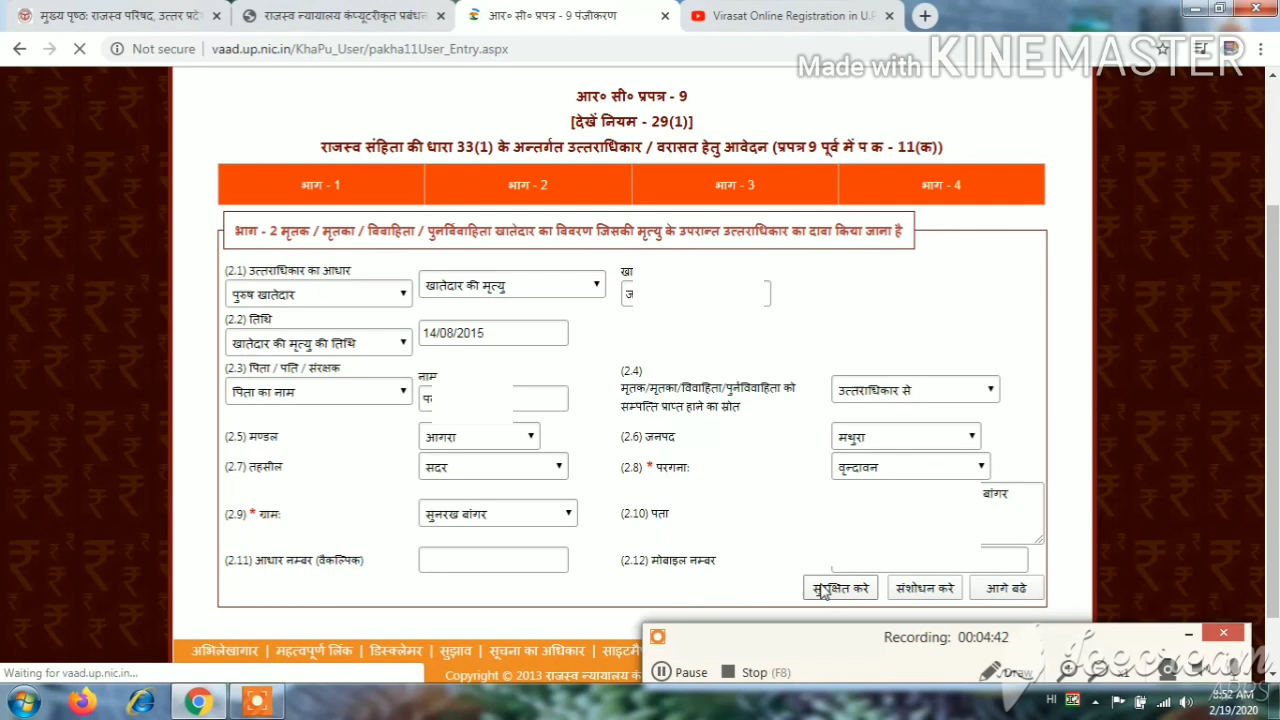 मुख्य पृष्ठ: राजस्व परिषद, उत्तर प्रदे
राजस्व न्यायालय कंप्यूटरीकृत प्रबंधन
आर० सी० प्रपत्र - 9 पंजीकरण
Virasat Online Registration in U.P
Not secure
vaad.up.nic.in/KhaPu_User/pakha11User_Entry.aspx
Made with KINEMASTER
आर० सी० प्रपत्र - 9
[देखें नियम - 29(1)]
राजस्व संहिता की धारा 33(1) के अन्तर्गत उत्तराधिकार / वरासत हेतु आवेदन (प्रपत्र 9 पूर्व में प क - 11(क))
भाग - 1 भाग - 2 भाग - 3 भाग - 4
भाग - 2 मृतक / मृतका / विवाहिता / पुनर्विवाहिता खातेदार का विवरण जिसकी मृत्यु के उपरान्त उत्तराधिकार का दावा किया जाना है
(2.1) उत्तराधिकार का आधार
पुरुष खातेदार
खातेदार की मृत्यु
खा
ज
(2.2) तिथि
खातेदार की मृत्यु की तिथि
14/08/2015
(2.3) पिता / पति / संरक्षक
पिता का नाम
नाम
(2.4)
मृतक/मृतका/विवाहिता/पुर्नविवाहिता को
सम्पत्ति प्राप्त हाने का स्रोत
उत्तराधिकार से
(2.5) मण्डल
आगरा
(2.6) जनपद
मथुरा
(2.7) तहसील
सदर
(2.8) * परगना:
वृन्दावन
(2.9) * ग्राम:
सुनरख बांगर
(2.10) पता
बांगर
(2.11) आधार नम्बर (वैकल्पिक)
(2.12) मोबाइल नम्बर
सुरक्षित करे
संशोधन करे
आगे बढे
अभिलेखागार | महत्वपूर्ण लिंक | डिस्क्लेमर | सुझाव | सूचना का अधिकार |
Copyright © 2013 राजस्व न्यायालय
Recording: 00:04:42
Pause
Stop (F8)
Draw
x1
Icecream
APPS
Waiting for vaad.up.nic.in...
HI
8:52 AM
2/19/2020